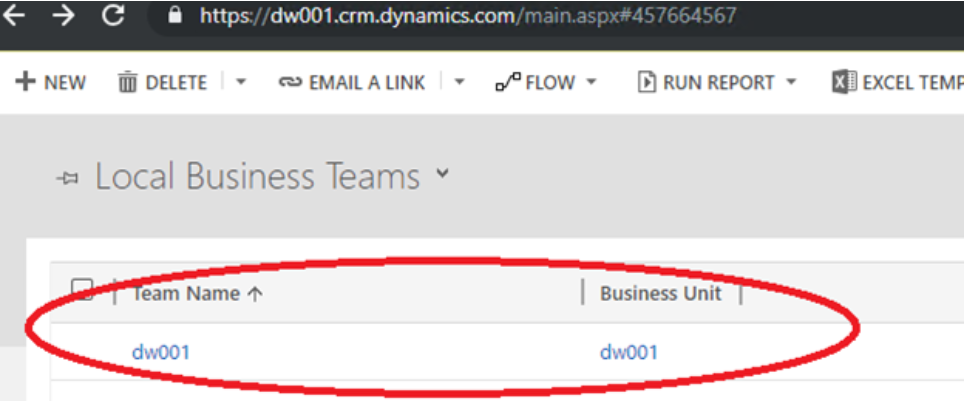 https://dw001.crm.dynamics.com/main.aspx#457664567
NEW DELETE EMAIL A LINK FLOW RUN REPORT EXCEL TEMP
Local Business Teams
Team Name Business Unit
dw001 dw001